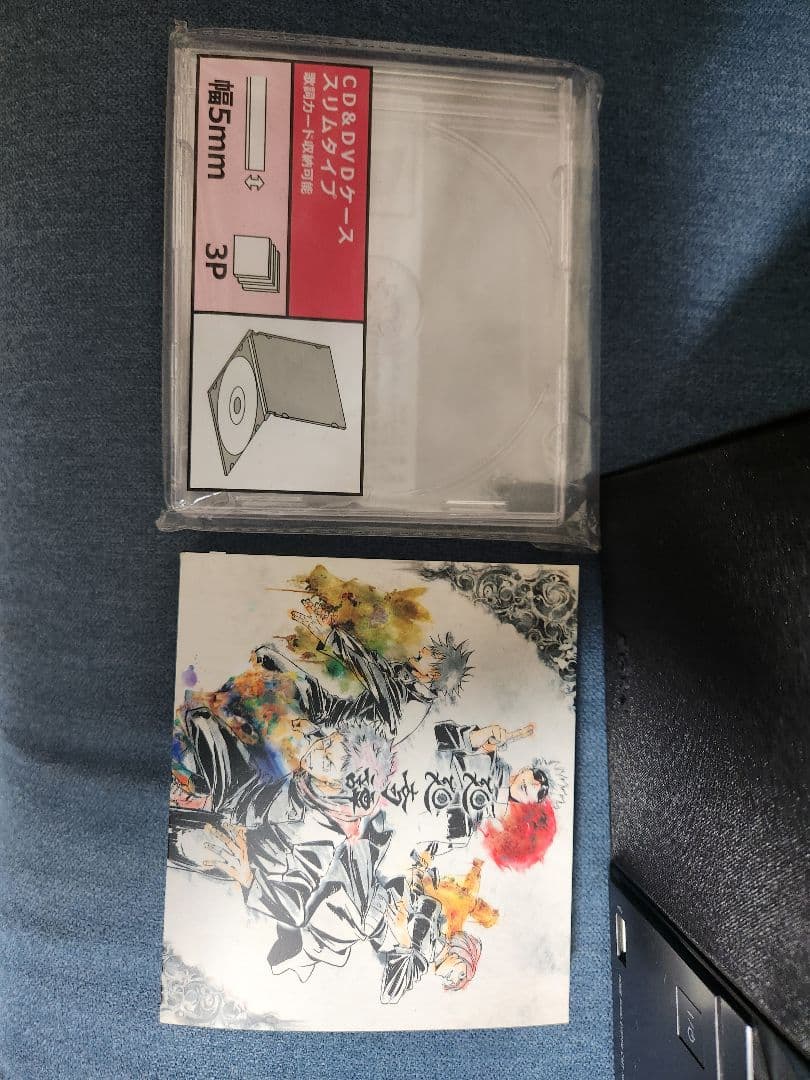 CD&DVDケース
スリムタイプ
歌詞カード収納可能
幅5mm
3P
I/O